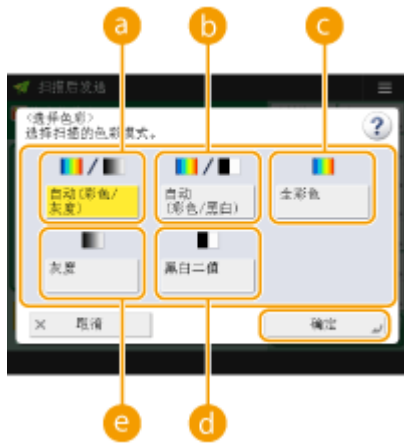 a
b
c
扫描后发送
<选择色彩>
选择扫描的色彩模式。
?
/
/
自动(彩色/
灰度)
自动
(彩色/黑白)
全彩色
灰度
黑白二值
× 取消
确定
e
d